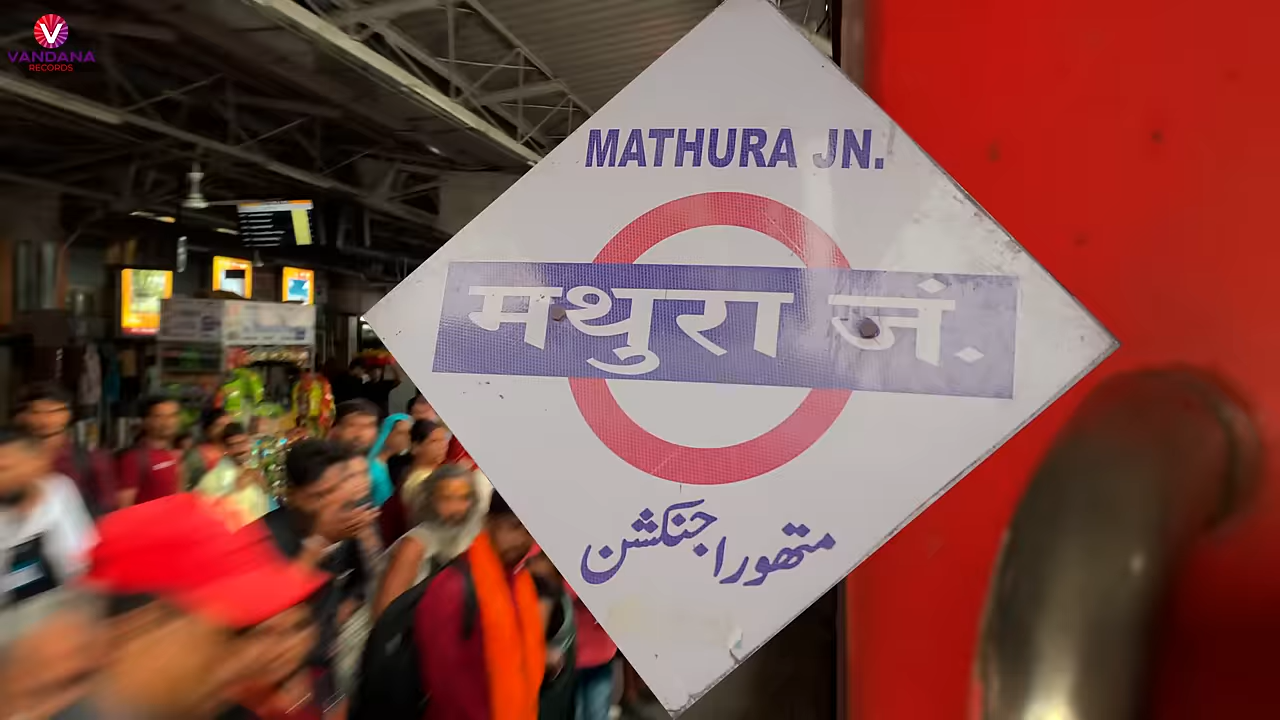 VANDANA
RECORDS
MATHURA JN.
मथुरा जं.
متھورا جنکشن